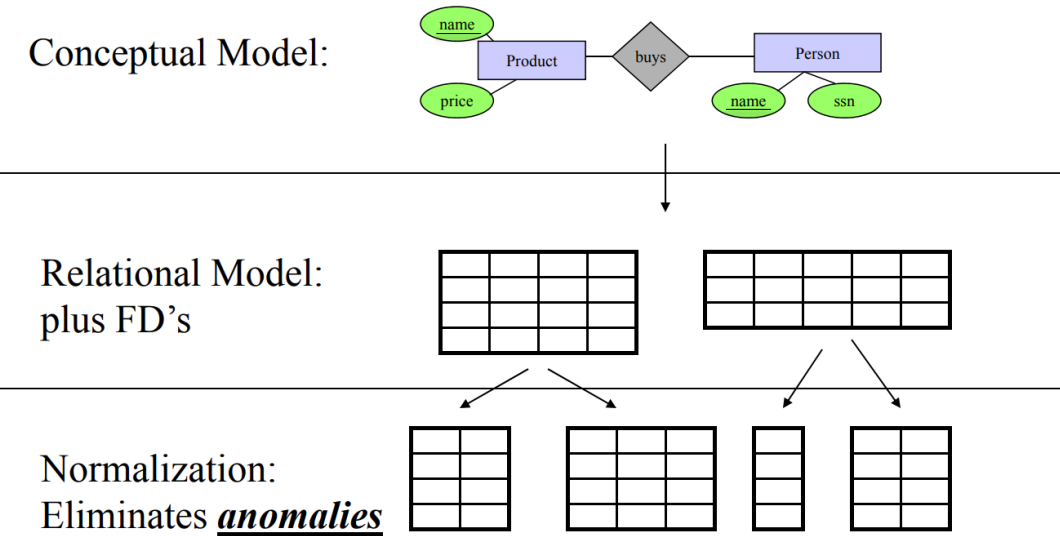 name
Conceptual Model:
Product
buys
Person
price
name
ssn
Relational Model:
plus FD’s
Normalization:
Eliminates anomalies